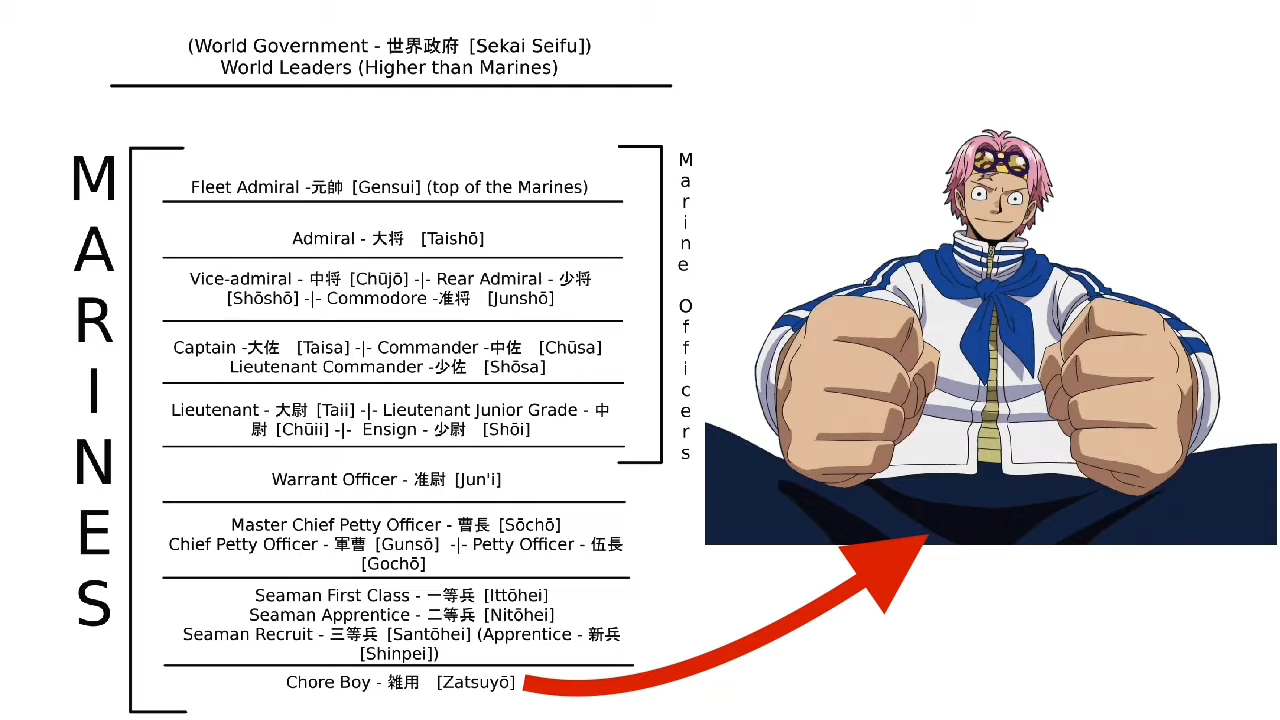 (World Government - 世界政府 [Sekai Seifu])
World Leaders (Higher than Marines)
MARINES
Fleet Admiral -元帥 [Gensui] (top of the Marines)
Admiral - 大将 [Taishō]
Vice-admiral - 中将 [Chūjō] -|- Rear Admiral - 少将
[Shōshō] -|- Commodore -准将 [Junshō]
Captain -大佐 [Taisa] -|- Commander -中佐 [Chūsa]
Lieutenant Commander -少佐 [Shōsa]
Lieutenant - 大尉 [Taii] -|- Lieutenant Junior Grade - 中
尉 [Chūii] -|- Ensign - 少尉 [Shōi]
Marine Officers
Warrant Officer - 准尉 [Jun'i]
Master Chief Petty Officer - 曹長 [Sōchō]
Chief Petty Officer - 軍曹 [Gunsō] -|- Petty Officer - 伍長
[Gochō]
Seaman First Class - 一等兵 [Ittōhei]
Seaman Apprentice - 二等兵 [Nitōhei]
Seaman Recruit - 三等兵 [Santōhei] (Apprentice - 新兵
[Shinpei])
Chore Boy - 雑用 [Zatsuyō]